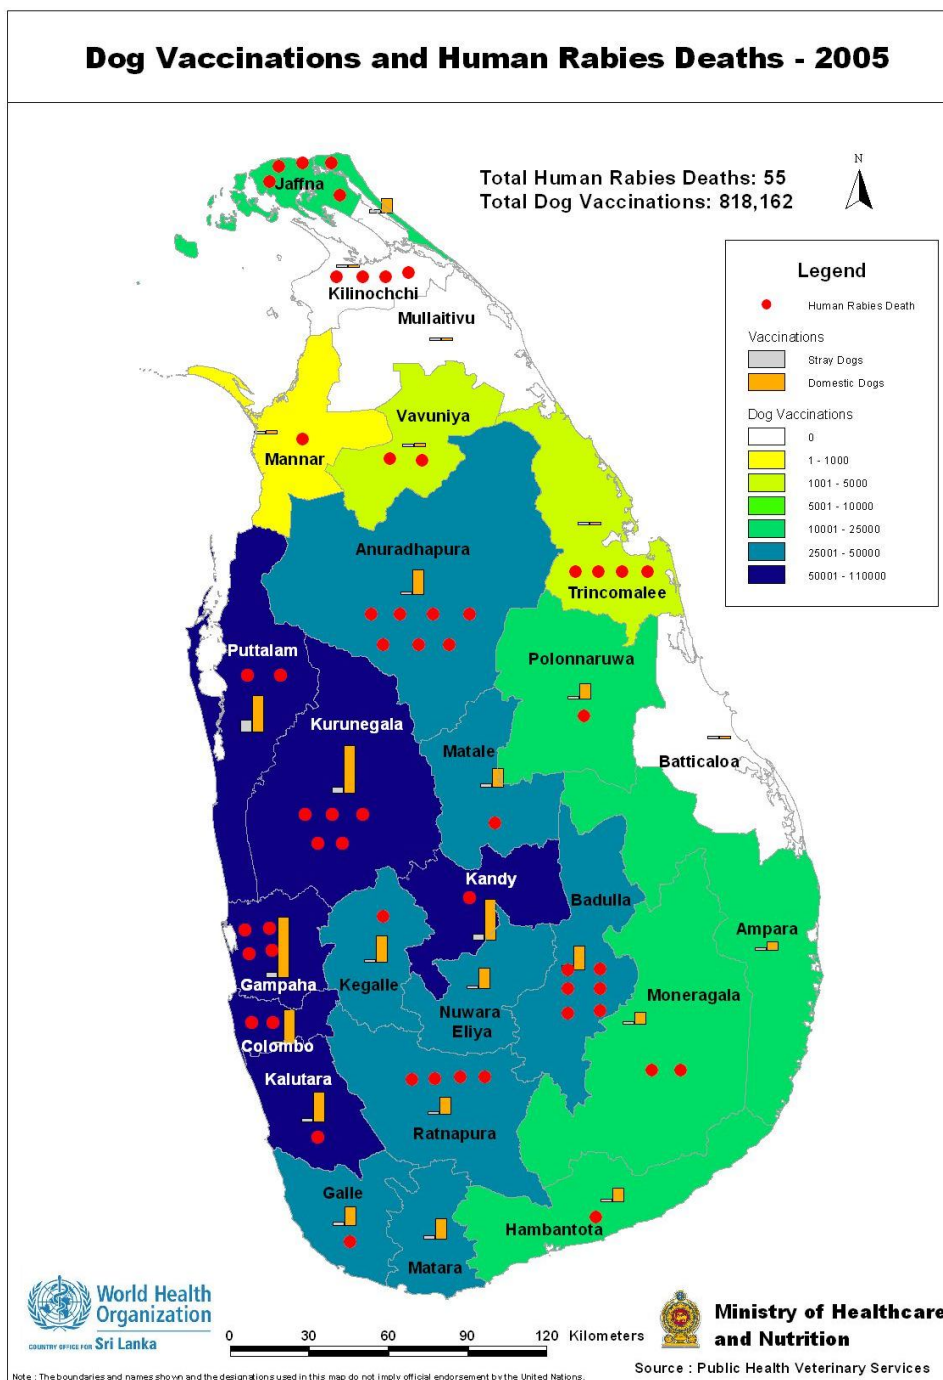 Dog Vaccinations and Human Rabies Deaths - 2005
Total Human Rabies Deaths: 55
Total Dog Vaccinations: 818,162
N
Legend
Human Rabies Death
Vaccinations
Stray Dogs
Domestic Dogs
Dog Vaccinations
0
1 - 1000
1001 - 5000
5001 - 10000
10001 - 25000
25001 - 50000
50001 - 110000
Jaffna
Kilinochchi
Mullaitivu
Vavuniya
Mannar
Anuradhapura
Trincomalee
Puttalam
Polonnaruwa
Kurunegala
Matale
Batticaloa
Kandy
Badulla
Ampara
Gampaha
Kegalle
Moneragala
Nuwara
Eliya
Colombo
Kalutara
Ratnapura
Galle
Hambantota
Matara
World Health
Organization
COUNTRY OFFICE FOR Sri Lanka
0 30 60 90 120 Kilometers
Ministry of Healthcare
and Nutrition
Source : Public Health Veterinary Services
Note : The boundaries and names shown and the designations used in this map do not imply official endorsement by the United Nations.